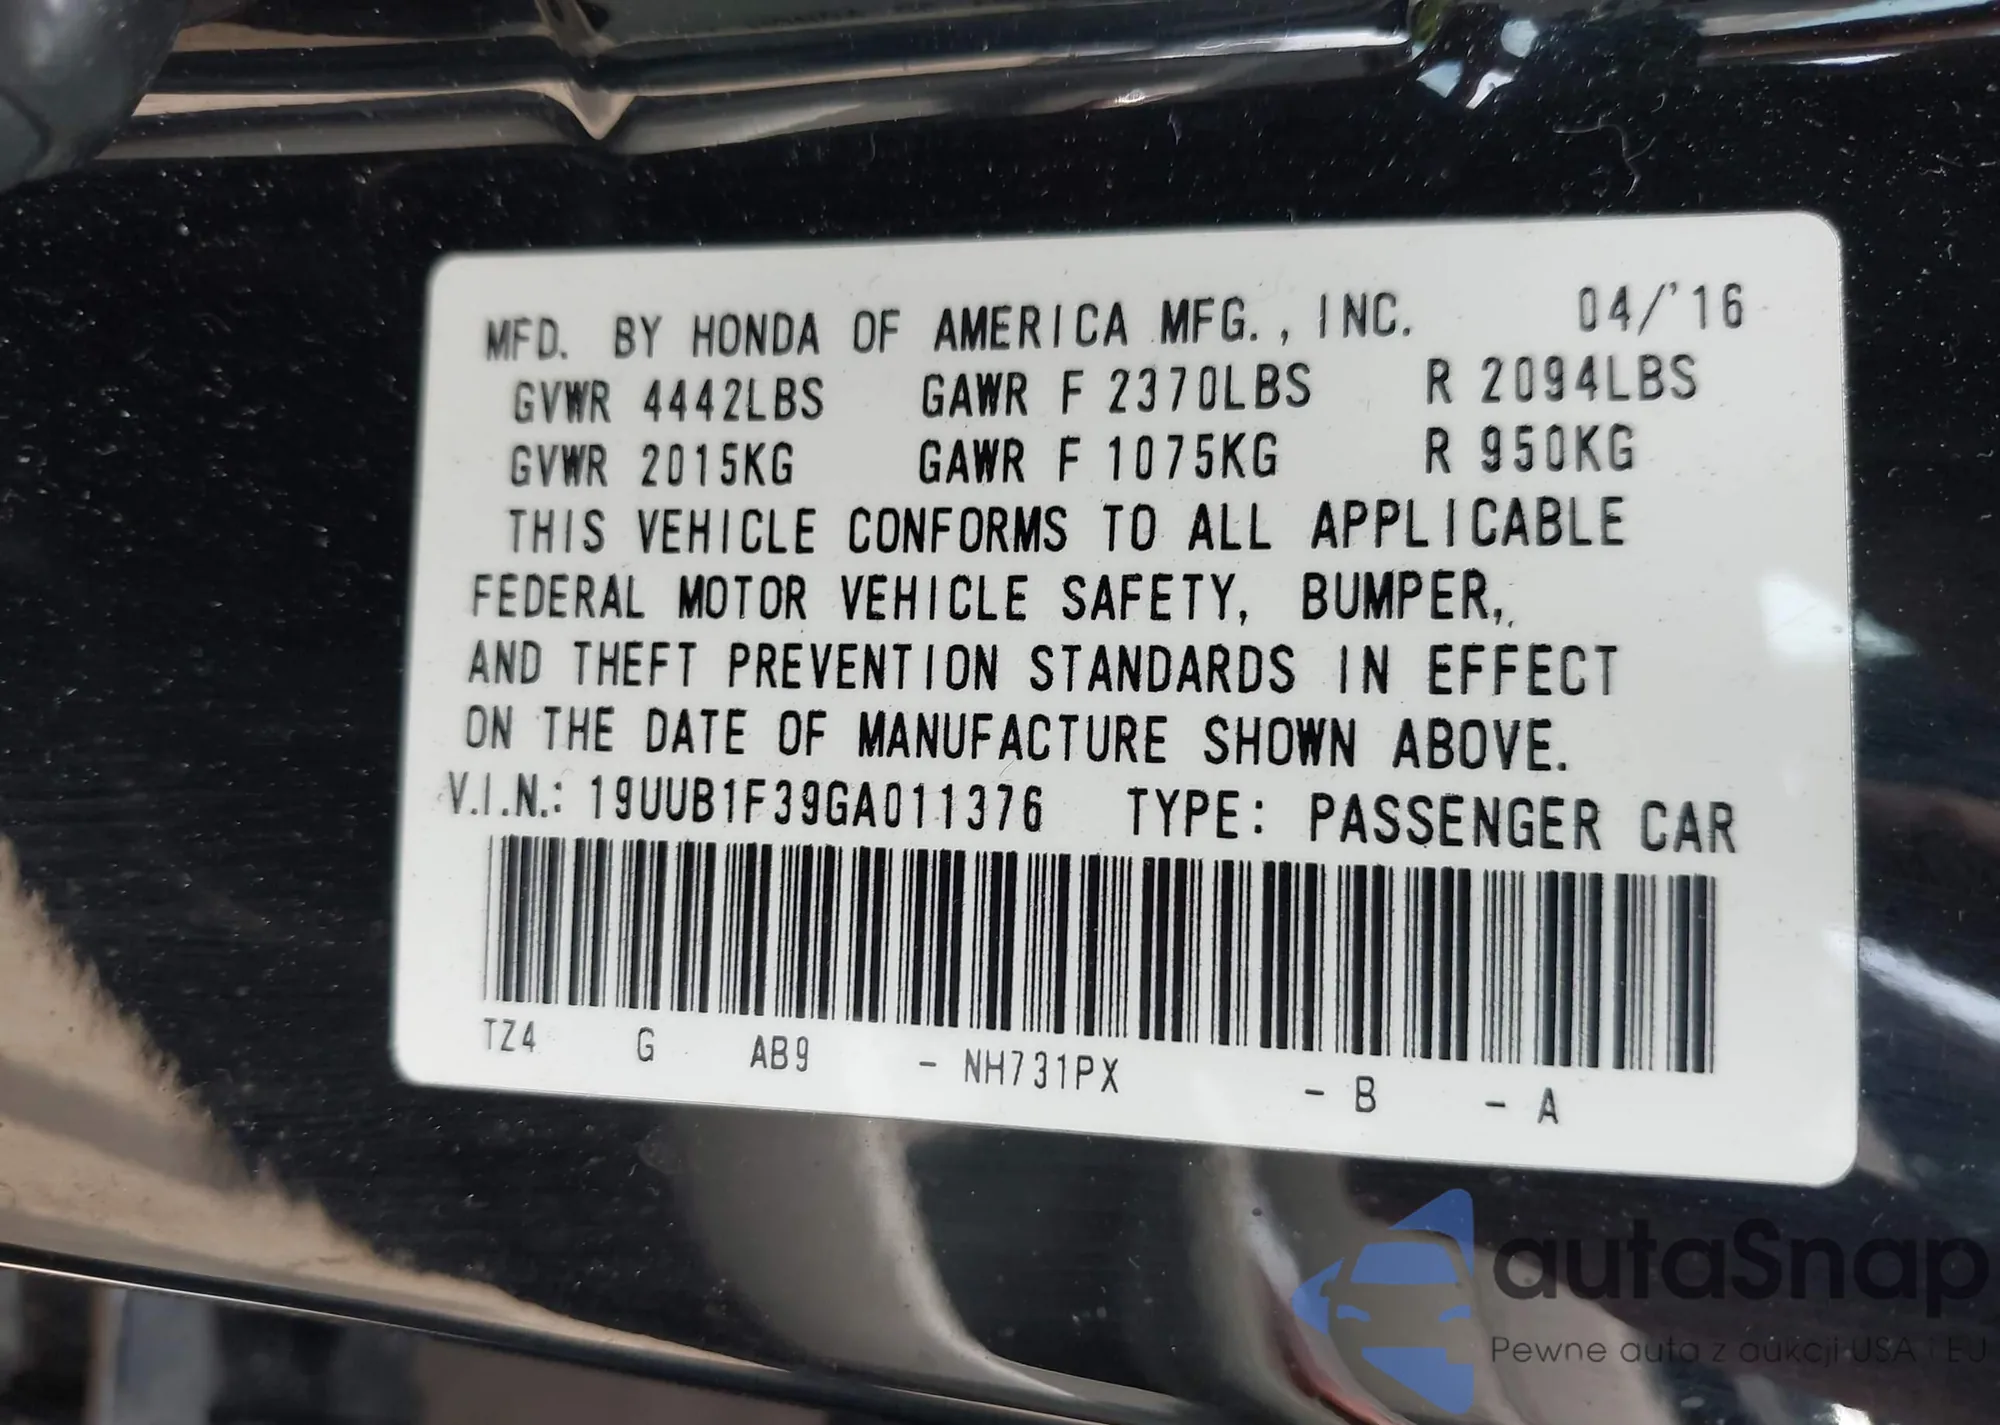 MFD. BY HONDA OF AMERICA MFG., INC. 04/'16
GVWR 4442LBS GAWR F 2370LBS R 2094LBS
GVWR 2015KG GAWR F 1075KG R 950KG
THIS VEHICLE CONFORMS TO ALL APPLICABLE
FEDERAL MOTOR VEHICLE SAFETY, BUMPER,
AND THEFT PREVENTION STANDARDS IN EFFECT
ON THE DATE OF MANUFACTURE SHOWN ABOVE.
V.I.N.: 19UUB1F39GA011376 TYPE: PASSENGER CAR
TZ4 G AB9 - NH731PX - B - A
autaSnap
Pewne auta z aukcji USA i EU